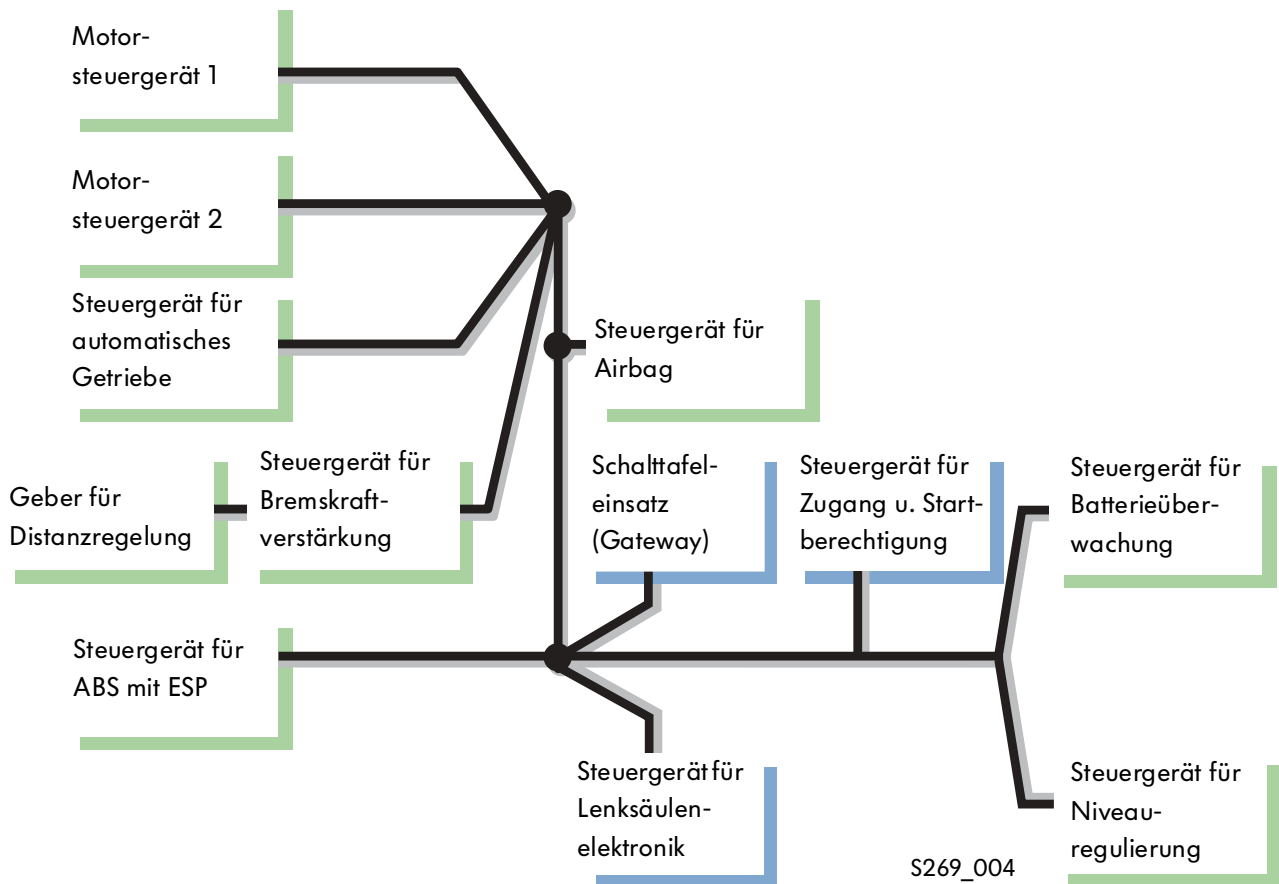 Motor-
steuergerät 1
Motor-
steuergerät 2
Steuergerät für
automatisches
Getriebe
Steuergerät für
Airbag
Geber für
Distanzregelung
Steuergerät für
Bremskraft-
verstärkung
Schalttafel-
einsatz
(Gateway)
Steuergerät für
Zugang u. Start-
berechtigung
Steuergerät für
Batterieüber-
wachung
Steuergerät für
ABS mit ESP
Steuergerät für
Lenksäulen-
elektronik
Steuergerät für
Niveau-
regulierung
S269_004